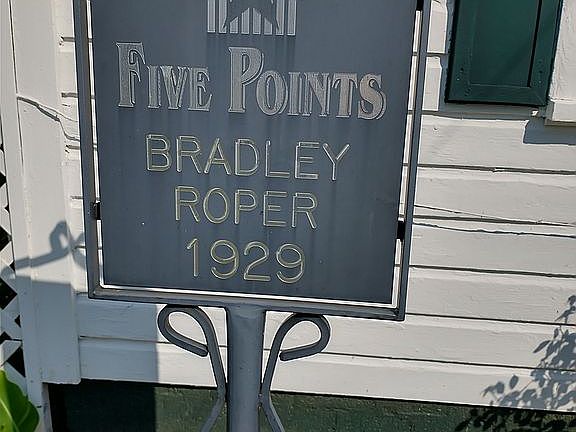 FIVE POINTS
BRADLEY
ROPER
1929